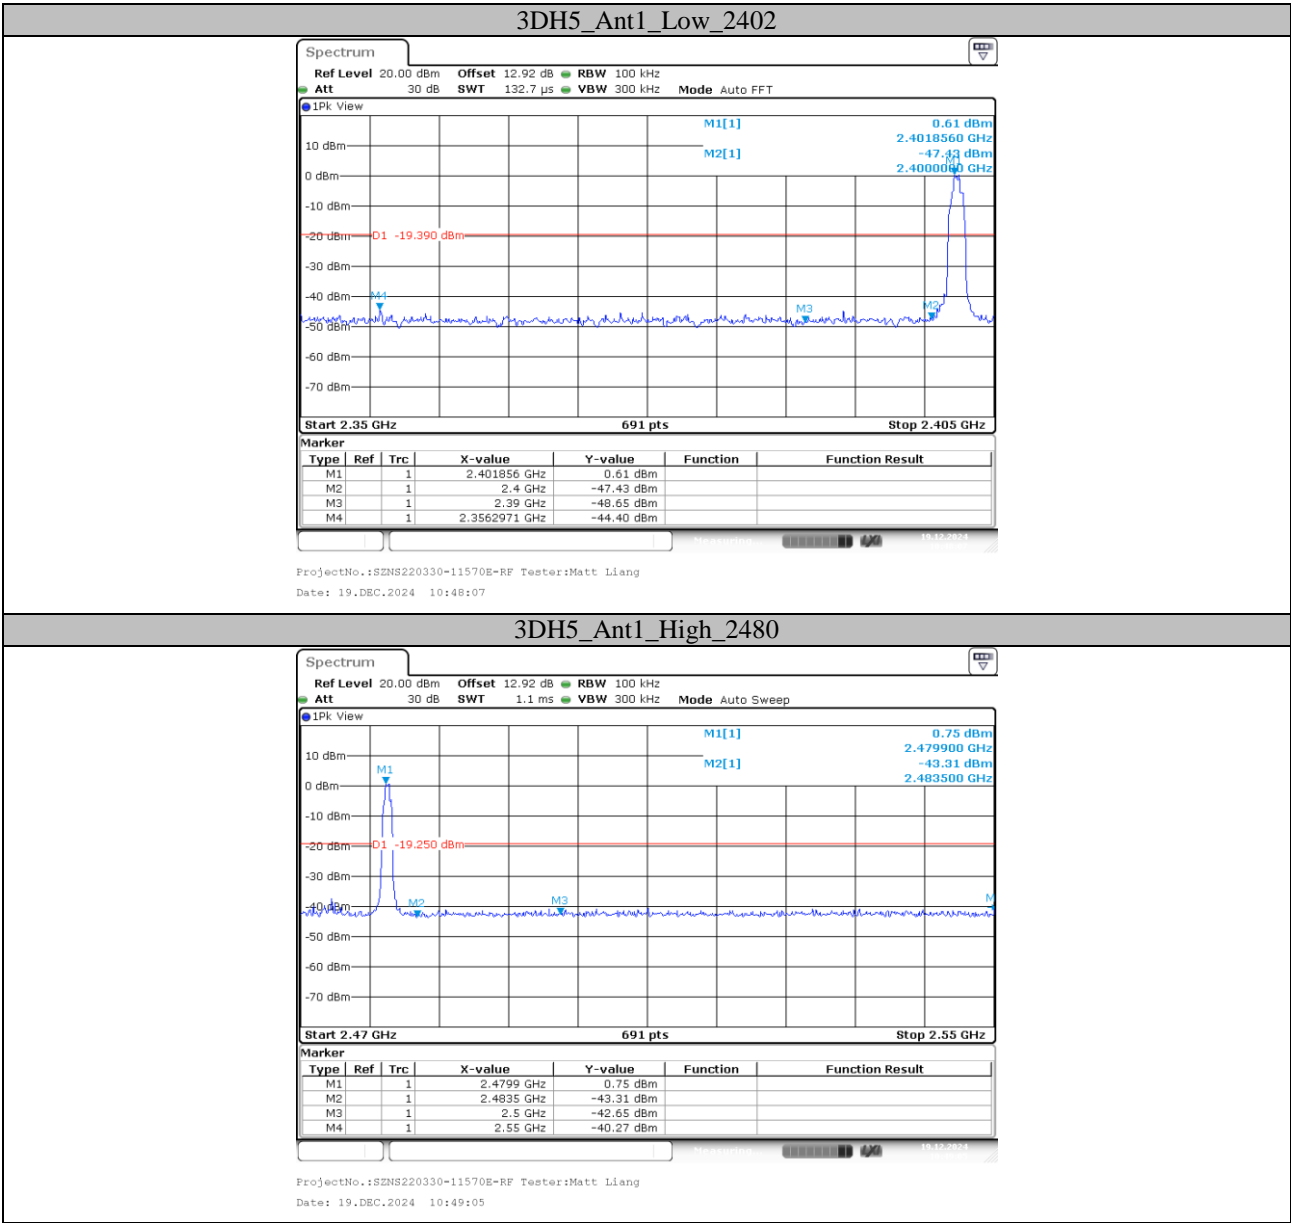 3DH5_Ant1_Low_2402
Spectrum
Ref Level 20.00 dBm Offset 12.92 dB RBW 100 kHz
Att 30 dB SWT 132.7 µs VBW 300 kHz Mode Auto FFT
1Pk View
M1[1] 0.61 dBm
2.4018560 GHz
10 dBm
M2[1] -47.43 dBm
2.4000000 GHz
M1
0 dBm
-10 dBm
-20 dBm D1 -19.390 dBm
-30 dBm
-40 dBm M4
M3 M2
-50 dBm
-60 dBm
-70 dBm
Start 2.35 GHz 691 pts Stop 2.405 GHz
Marker
Type Ref Trc X-value Y-value Function Function Result
M1 1 2.401856 GHz 0.61 dBm
M2 1 2.4 GHz -47.43 dBm
M3 1 2.39 GHz -48.65 dBm
M4 1 2.3562971 GHz -44.40 dBm
Measuring... 19.12.2024
ProjectNo.:SZNS220330-11570E-RF Tester:Matt Liang
Date: 19.DEC.2024 10:48:07
3DH5_Ant1_High_2480
Spectrum
Ref Level 20.00 dBm Offset 12.92 dB RBW 100 kHz
Att 30 dB SWT 1.1 ms VBW 300 kHz Mode Auto Sweep
1Pk View
M1[1] 0.75 dBm
2.479900 GHz
10 dBm
M2[1] -43.31 dBm
M1
2.483500 GHz
0 dBm
-10 dBm
-20 dBm D1 -19.250 dBm
-30 dBm
M2 M3 M
-40 dBm
-50 dBm
-60 dBm
-70 dBm
Start 2.47 GHz 691 pts Stop 2.55 GHz
Marker
Type Ref Trc X-value Y-value Function Function Result
M1 1 2.4799 GHz 0.75 dBm
M2 1 2.4835 GHz -43.31 dBm
M3 1 2.5 GHz -42.65 dBm
M4 1 2.55 GHz -40.27 dBm
Measuring... 19.12.2024
ProjectNo.:SZNS220330-11570E-RF Tester:Matt Liang
Date: 19.DEC.2024 10:49:05